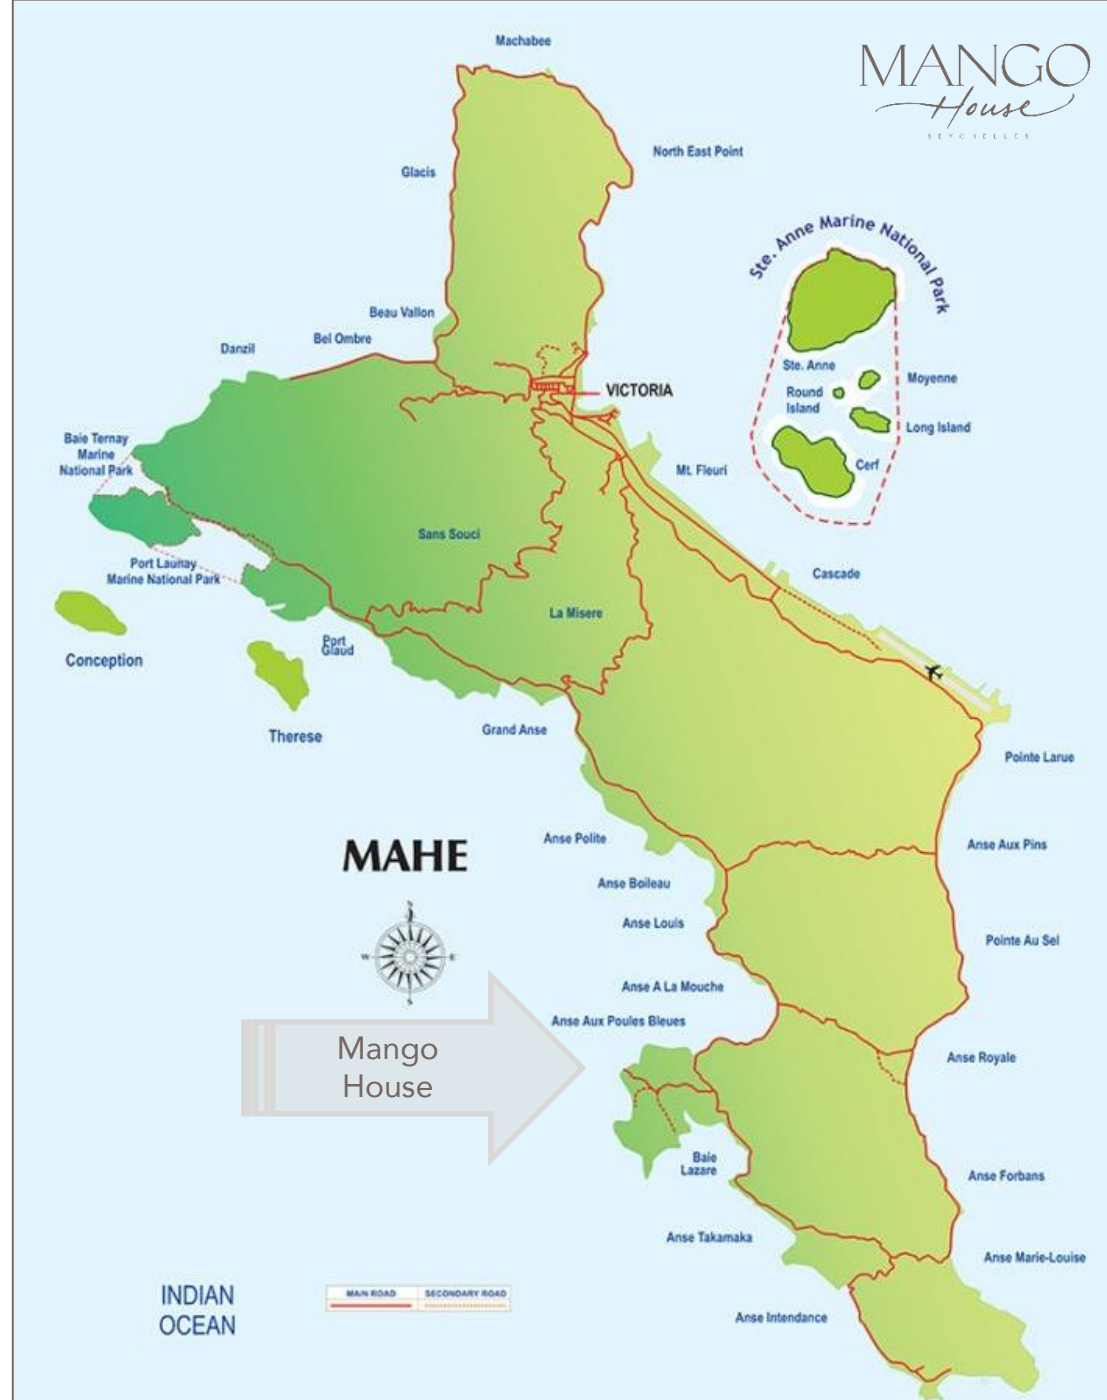 Machabee
MANGO
House
SEYCHELLES
North East Point
Glacis
Ste. Anne Marine National Park
Beau Vallon
Bel Ombre
Danzil
Ste. Anne
Moyenne
VICTORIA
Round
Island
Long Island
Baie Ternay
Marine
National Park
Cerf
Mt. Fleuri
Sans Souci
Port Launay
Marine National Park
Cascade
La Misere
Port
Glaud
Conception
Grand Anse
Therese
Pointe Larue
Anse Polite
MAHE
Anse Aux Pins
Anse Boileau
N
Anse Louis
Pointe Au Sel
W
E
S
Anse A La Mouche
Anse Aux Poules Bleues
Mango
House
Anse Royale
Baie
Lazare
Anse Forbans
Anse Takamaka
Anse Marie-Louise
INDIAN
OCEAN
MAIN ROAD
SECONDARY ROAD
Anse Intendance